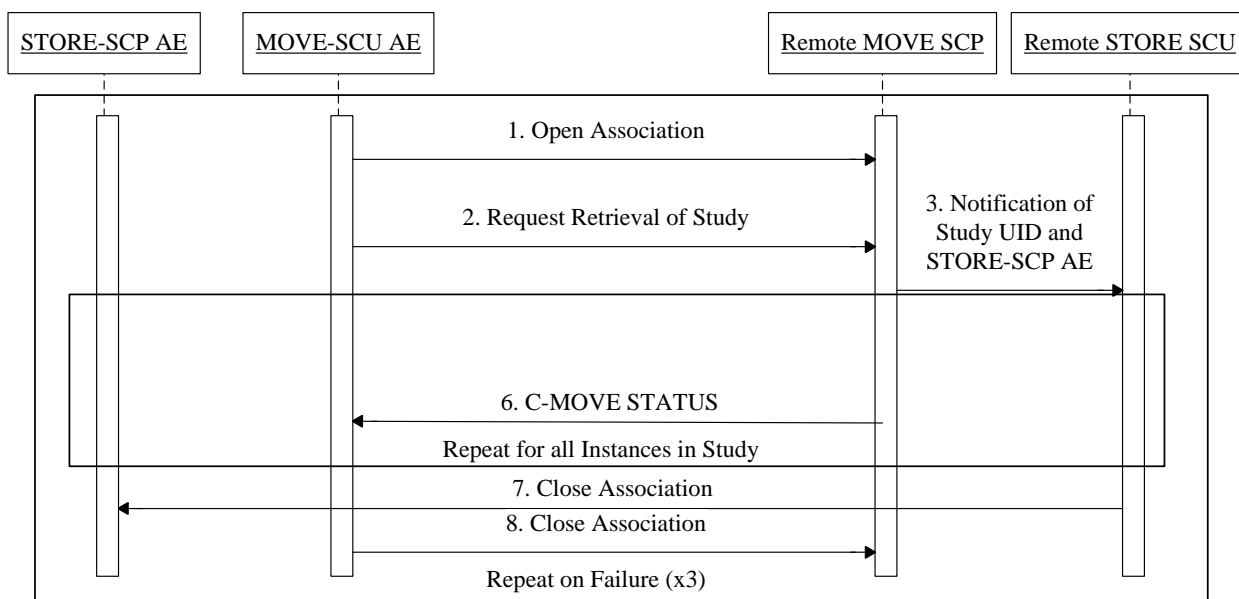 STORE-SCP AE
MOVE-SCU AE
Remote MOVE SCP
Remote STORE SCU
1. Open Association
2. Request Retrieval of Study
3. Notification of
Study UID and
STORE-SCP AE
6. C-MOVE STATUS
Repeat for all Instances in Study
7. Close Association
8. Close Association
Repeat on Failure (x3)